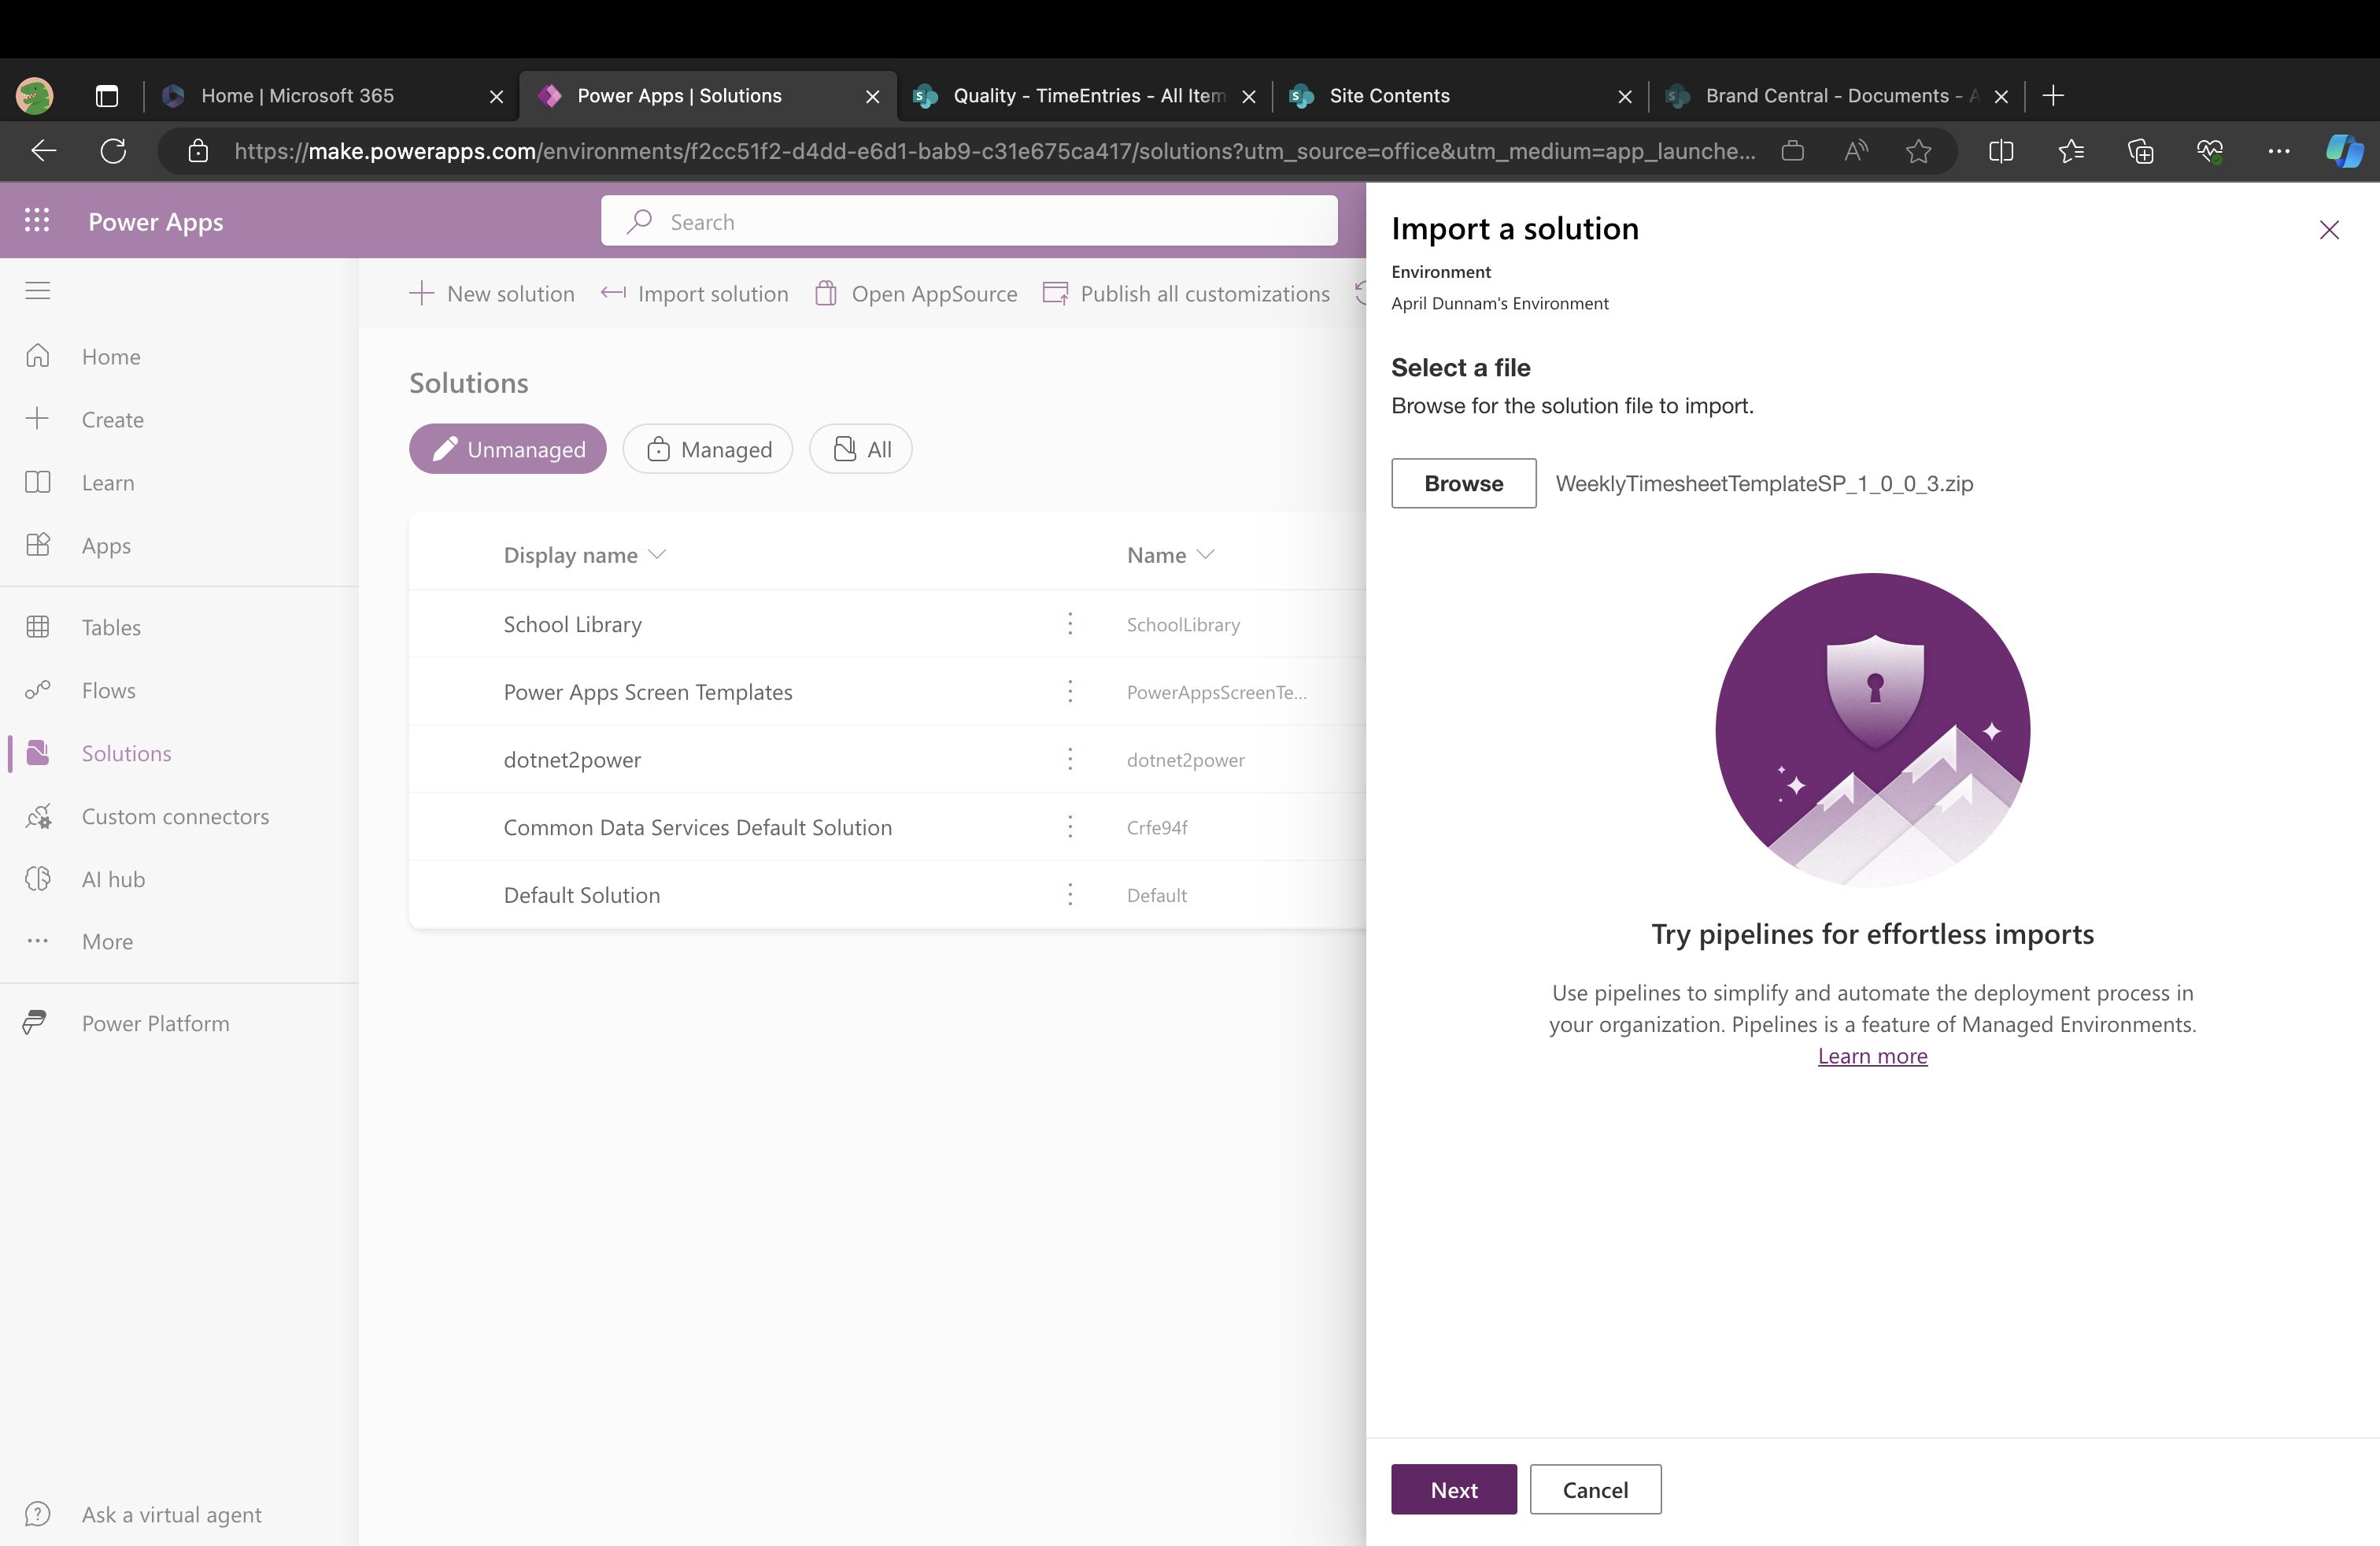 Home | Microsoft 365
Power Apps | Solutions
Quality - TimeEntries - All Item
Site Contents
Brand Central - Documents - A
https://make.powerapps.com/environments/f2cc51f2-d4dd-e6d1-bab9-c31e675ca417/solutions?utm_source=office&utm_medium=app_launche...
Power Apps
Search
Home
Create
Learn
Apps
Tables
Flows
Solutions
Custom connectors
AI hub
More
Power Platform
Ask a virtual agent
New solution
Import solution
Open AppSource
Publish all customizations
Solutions
Unmanaged
Managed
All
Display name
Name
School Library
SchoolLibrary
Power Apps Screen Templates
PowerAppsScreenTe...
dotnet2power
dotnet2power
Common Data Services Default Solution
Crfe94f
Default Solution
Default
Import a solution
Environment
April Dunnam's Environment
Select a file
Browse for the solution file to import.
Browse
WeeklyTimesheetTemplateSP_1_0_0_3.zip
Try pipelines for effortless imports
Use pipelines to simplify and automate the deployment process in
your organization. Pipelines is a feature of Managed Environments.
Learn more
Next
Cancel